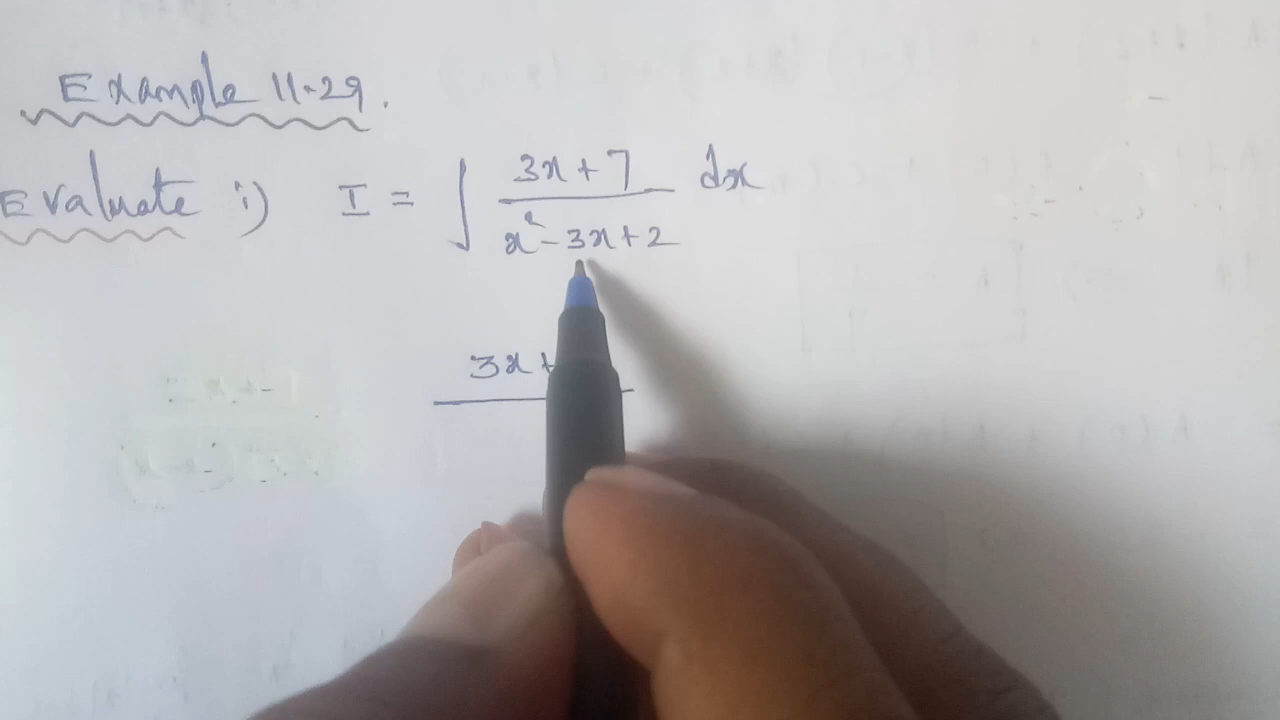 Example 11.29.
Evaluate i) I = ∫ (3x+7)/(x²-3x+2) dx
3x+